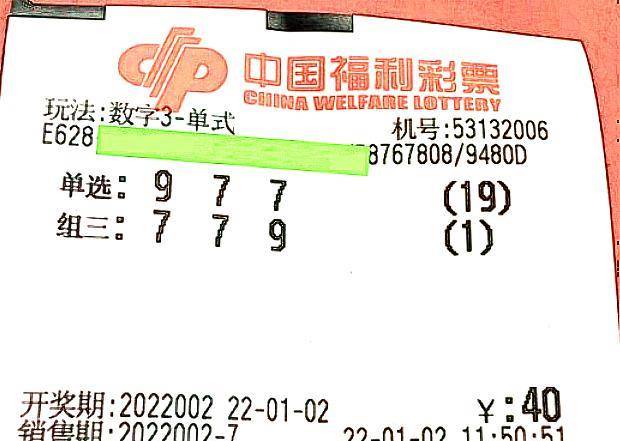 中国福利彩票
CHINA WELFARE LOTTERY
玩法:数字3-单式 机号:53132006
E628 8767808/9480D
单选: 9 7 7 (19)
组三: 7 7 9 (1)
开奖期:2022002 22-01-02 ¥:40
销售期:2022002-7 22-01-02 11:50:51